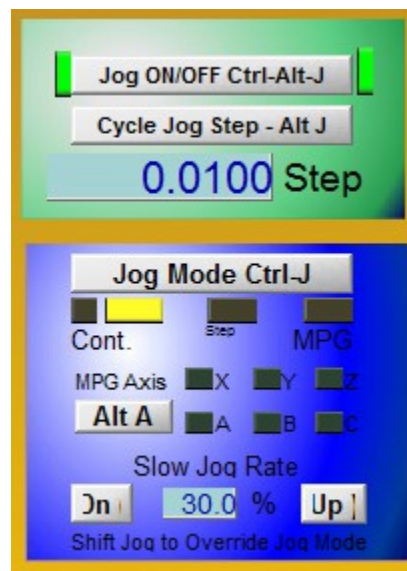 Jog ON/OFF Ctrl-Alt-J
Cycle Jog Step - Alt J
0.0100 Step
Jog Mode Ctrl-J
Cont. Step MPG
MPG Axis X Y Z
Alt A A B C
Slow Jog Rate
30.0 % Up
Shift Jog to Override Jog Mode